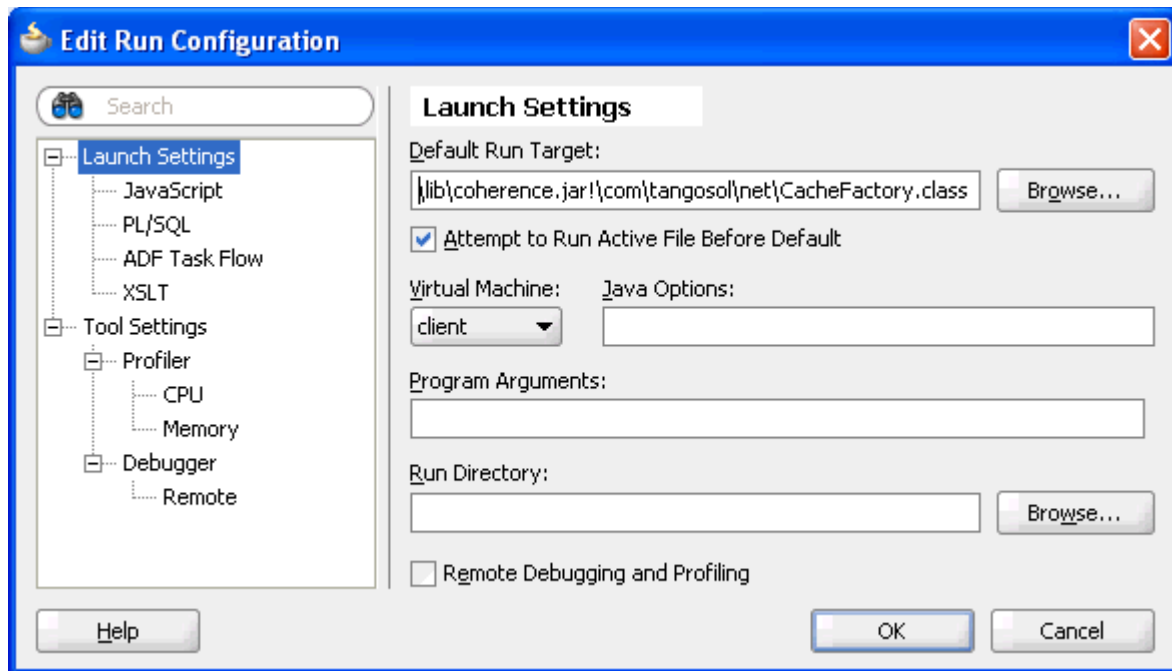 Edit Run Configuration
Search
Launch Settings
JavaScript
PL/SQL
ADF Task Flow
XSLT
Tool Settings
Profiler
CPU
Memory
Debugger
Remote
Launch Settings
Default Run Target:
\lib\coherence.jar!\com\tangosol\net\CacheFactory.class
Browse...
Attempt to Run Active File Before Default
Virtual Machine: Java Options:
client
Program Arguments:
Run Directory:
Browse...
Remote Debugging and Profiling
Help OK Cancel